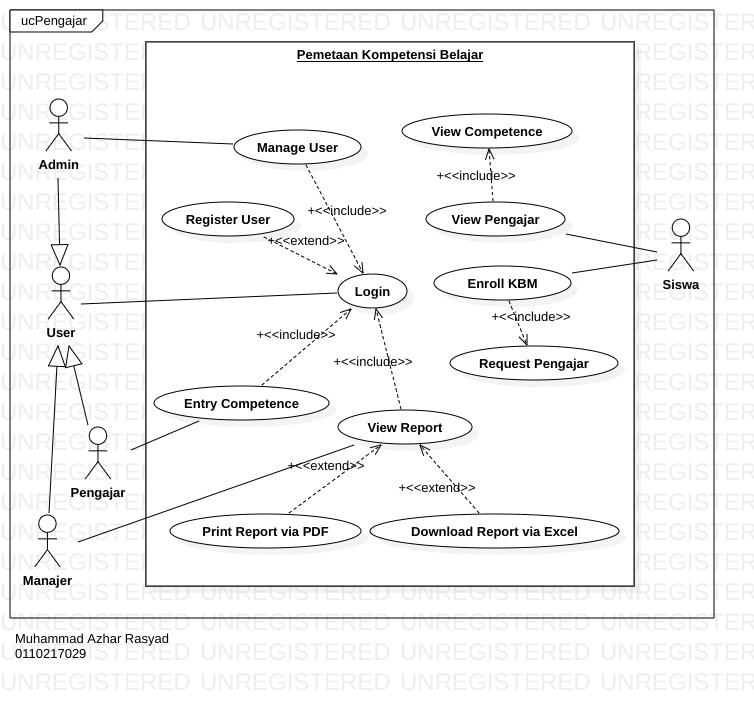 ucPengajar
Pemetaan Kompetensi Belajar
Admin
Manage User
View Competence
+<<include>>
+<<include>>
Register User
View Pengajar
+<<extend>>
Siswa
User
Login
Enroll KBM
+<<include>>
+<<include>>
+<<include>>
Request Pengajar
Entry Competence
View Report
Pengajar
+<<extend>>
+<<extend>>
Print Report via PDF
Download Report via Excel
Manajer
Muhammad Azhar Rasyad
0110217029
UNREGISTERED UNREGISTERED UNREGISTERED UNREGISTERED